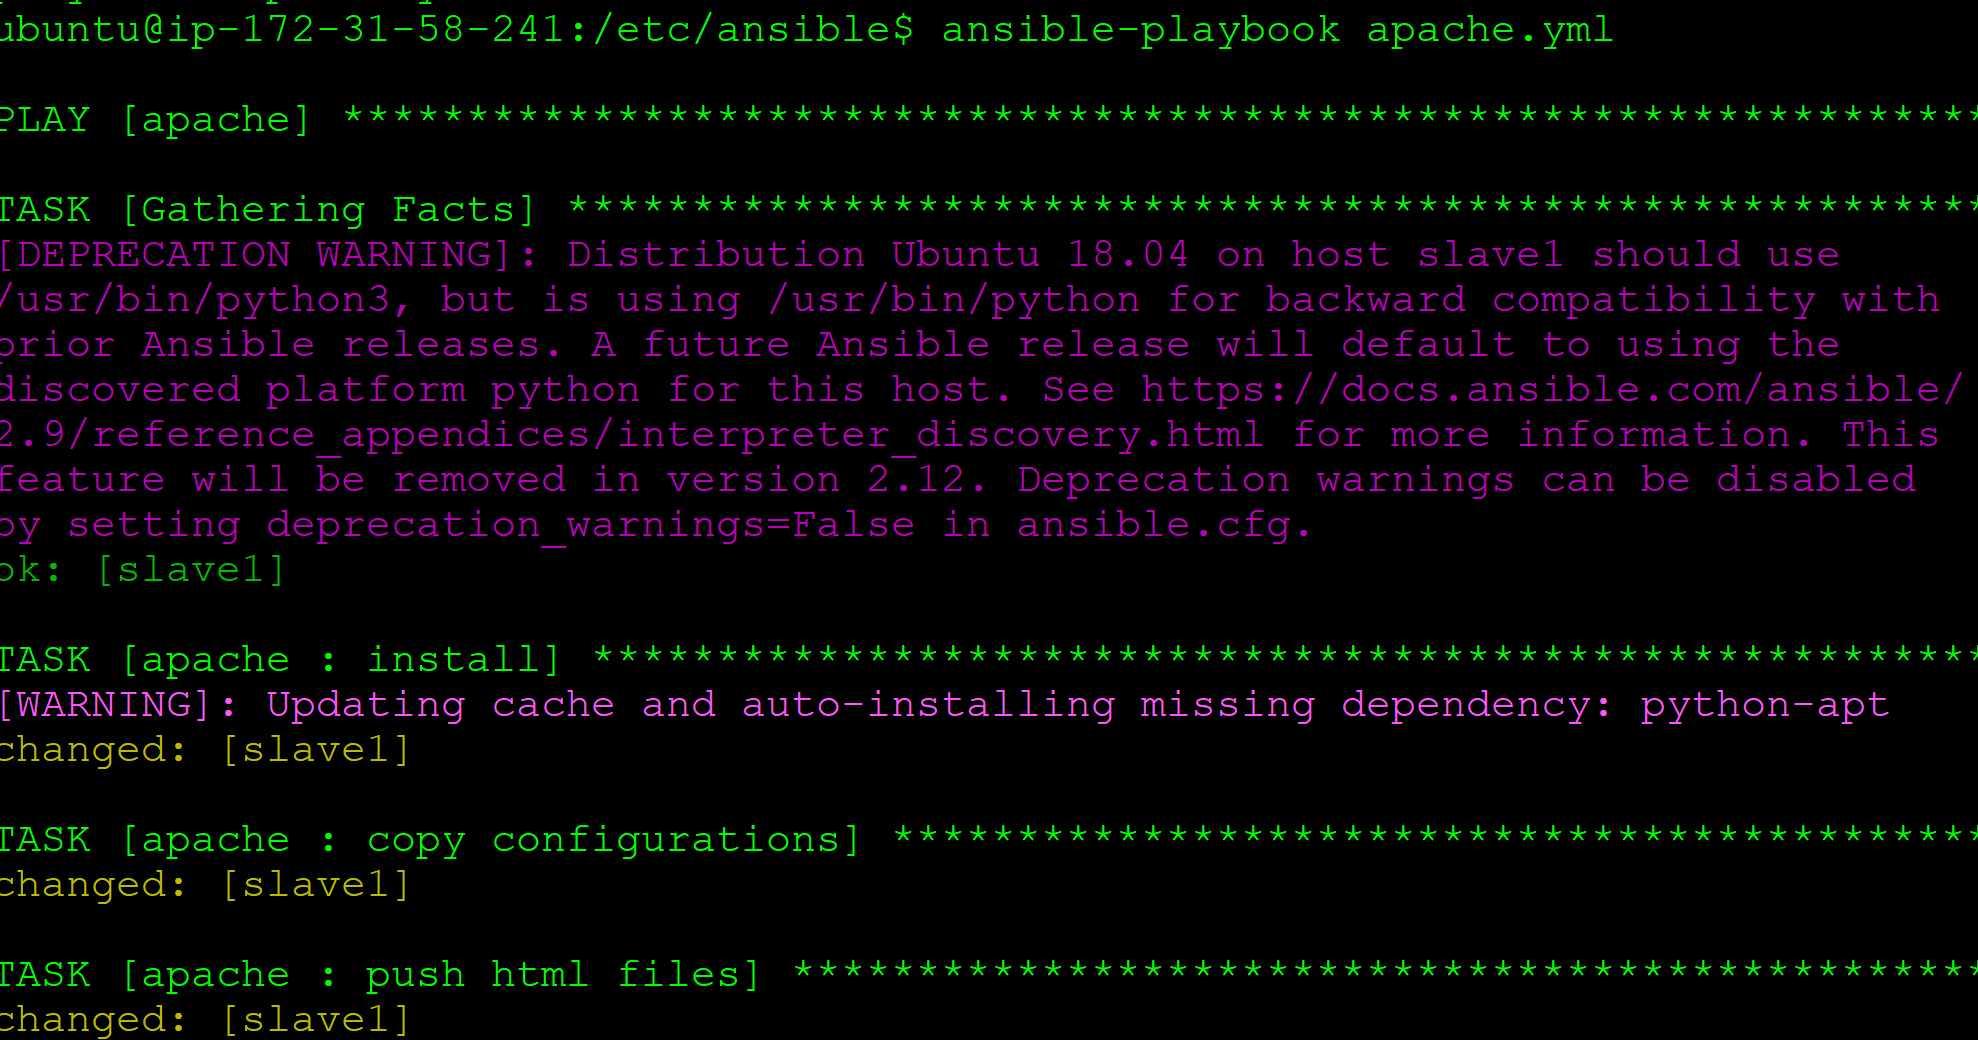 ubuntu@ip-172-31-58-241:/etc/ansible$ ansible-playbook apache.yml
PLAY [apache] ******************************************************************
TASK [Gathering Facts] *********************************************************
[DEPRECATION WARNING]: Distribution Ubuntu 18.04 on host slave1 should use
/usr/bin/python3, but is using /usr/bin/python for backward compatibility with
prior Ansible releases. A future Ansible release will default to using the
discovered platform python for this host. See https://docs.ansible.com/ansible/
2.9/reference_appendices/interpreter_discovery.html for more information. This
feature will be removed in version 2.12. Deprecation warnings can be disabled
by setting deprecation_warnings=False in ansible.cfg.
ok: [slave1]
TASK [apache : install] ********************************************************
[WARNING]: Updating cache and auto-installing missing dependency: python-apt
changed: [slave1]
TASK [apache : copy configurations] ********************************************
changed: [slave1]
TASK [apache : push html files] ************************************************
changed: [slave1]